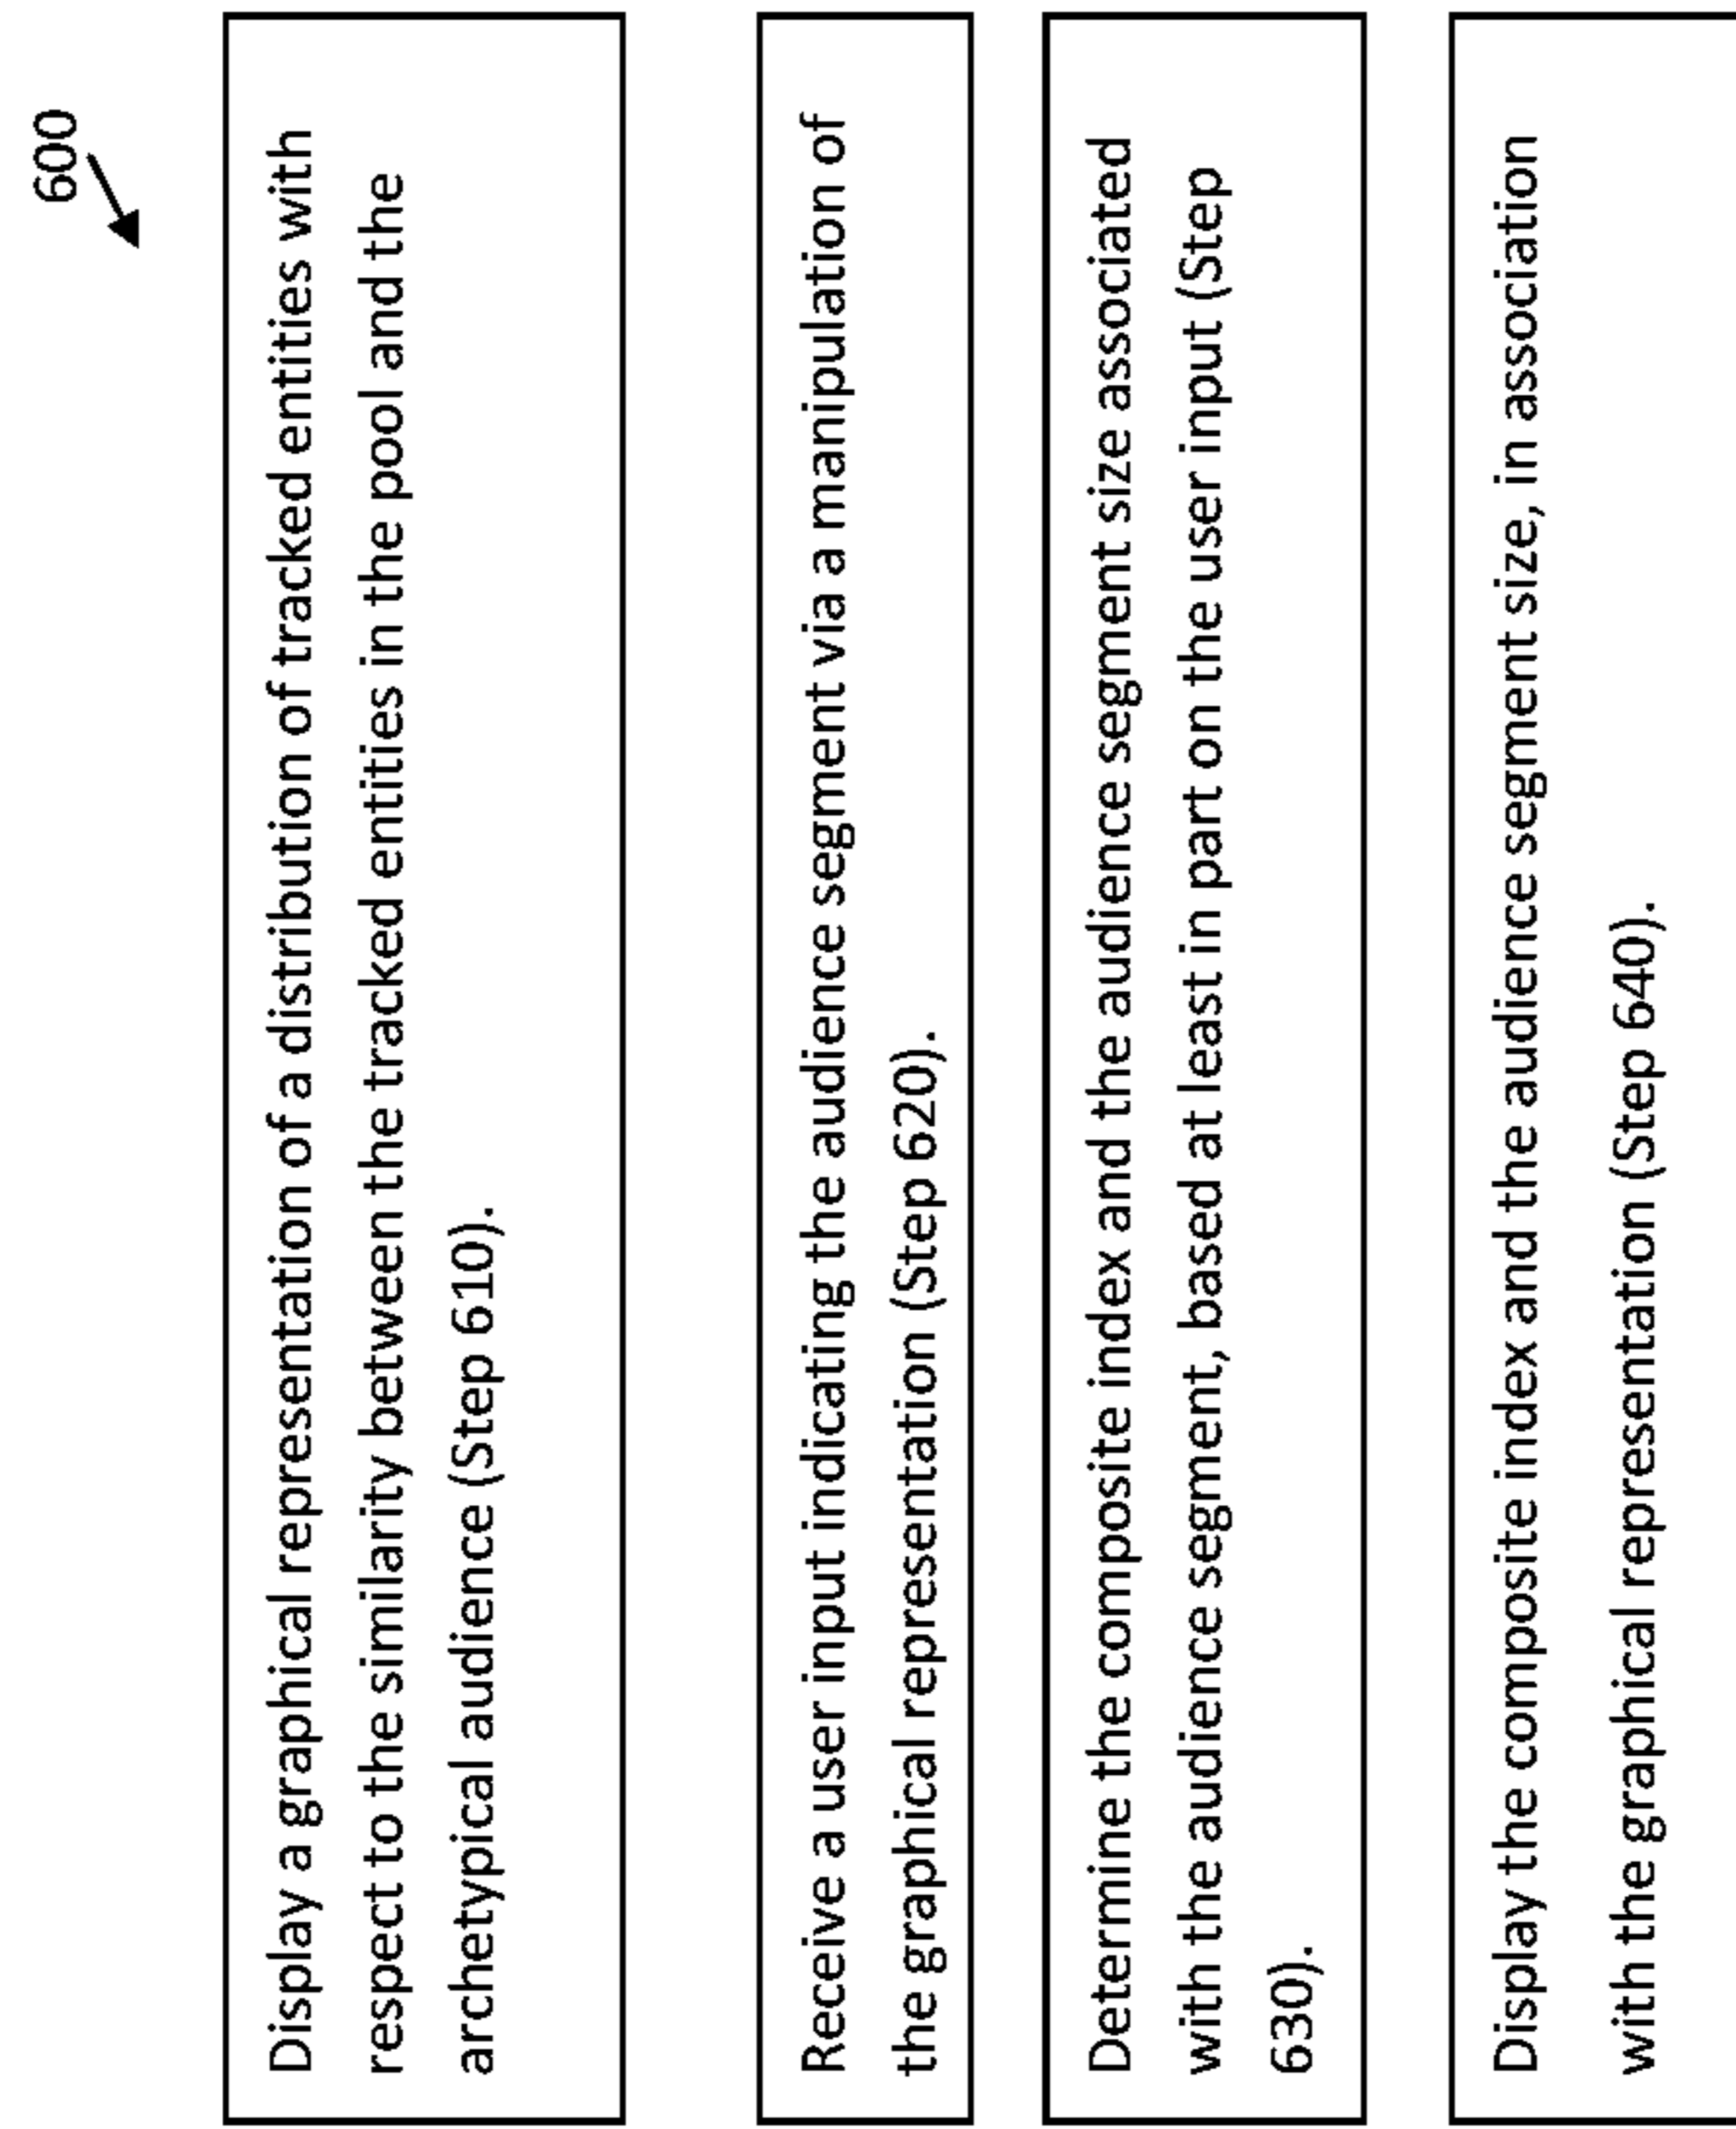 600
Display a graphical representation of a distribution of tracked entities with
respect to the similarity between the tracked entities in the pool and the
archetypical audience (Step 610).
Receive a user input indicating the audience segment via a manipulation of
the graphical representation (Step 620).
Determine the composite index and the audience segment size associated
with the audience segment, based at least in part on the user input (Step
630).
Display the composite index and the audience segment size, in association
with the graphical representation (Step 640).